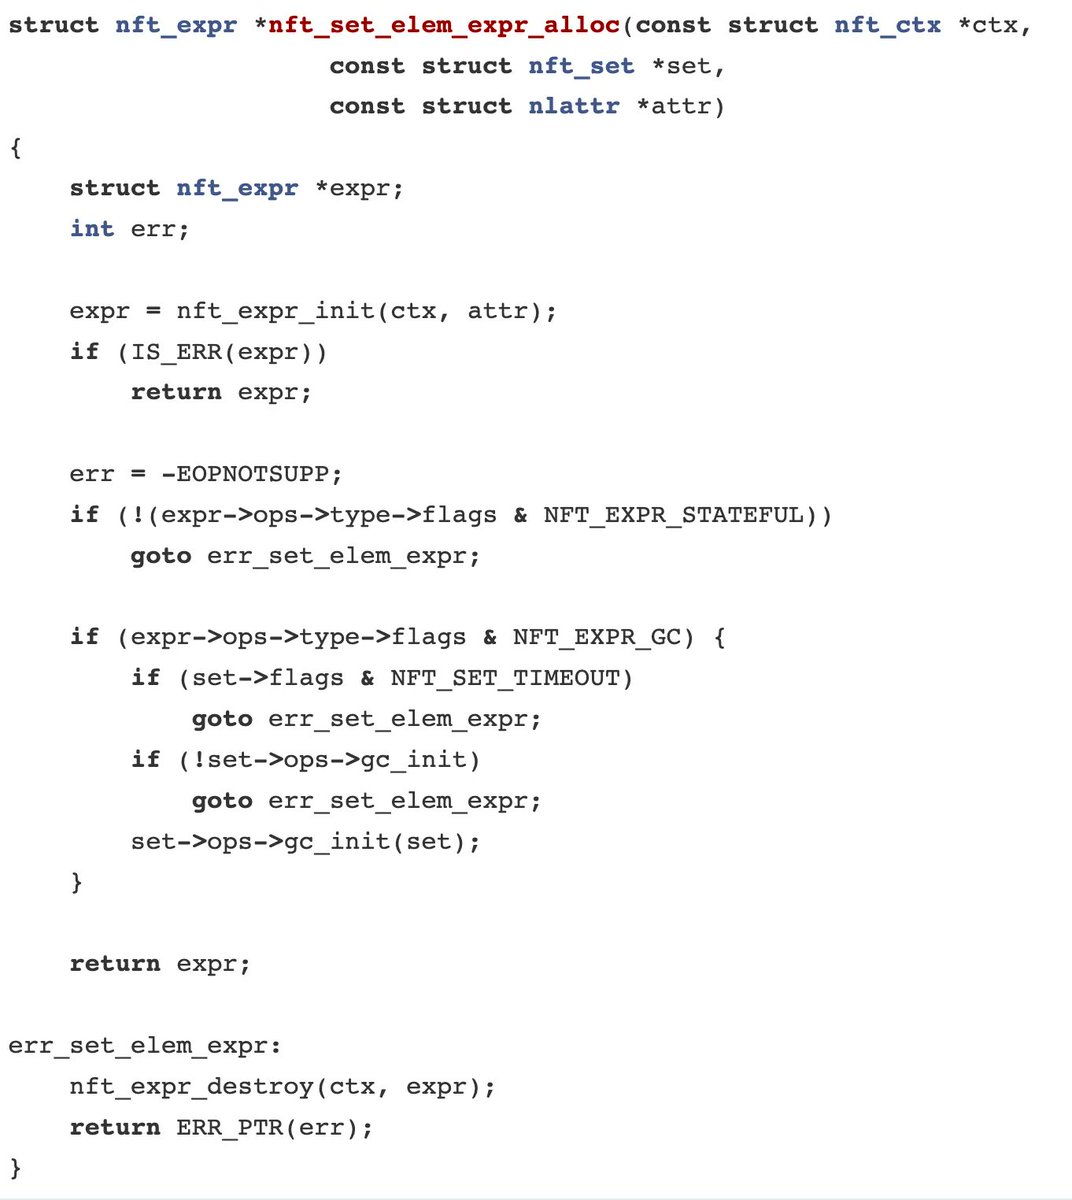 struct nft_expr *nft_set_elem_expr_alloc(const struct nft_ctx *ctx,
                     const struct nft_set *set,
                     const struct nlattr *attr)
{
    struct nft_expr *expr;
    int err;

    expr = nft_expr_init(ctx, attr);
    if (IS_ERR(expr))
        return expr;

    err = -EOPNOTSUPP;
    if (!(expr->ops->type->flags & NFT_EXPR_STATEFUL))
        goto err_set_elem_expr;

    if (expr->ops->type->flags & NFT_EXPR_GC) {
        if (set->flags & NFT_SET_TIMEOUT)
            goto err_set_elem_expr;
        if (!set->ops->gc_init)
            goto err_set_elem_expr;
        set->ops->gc_init(set);
    }

    return expr;

err_set_elem_expr:
    nft_expr_destroy(ctx, expr);
    return ERR_PTR(err);
}